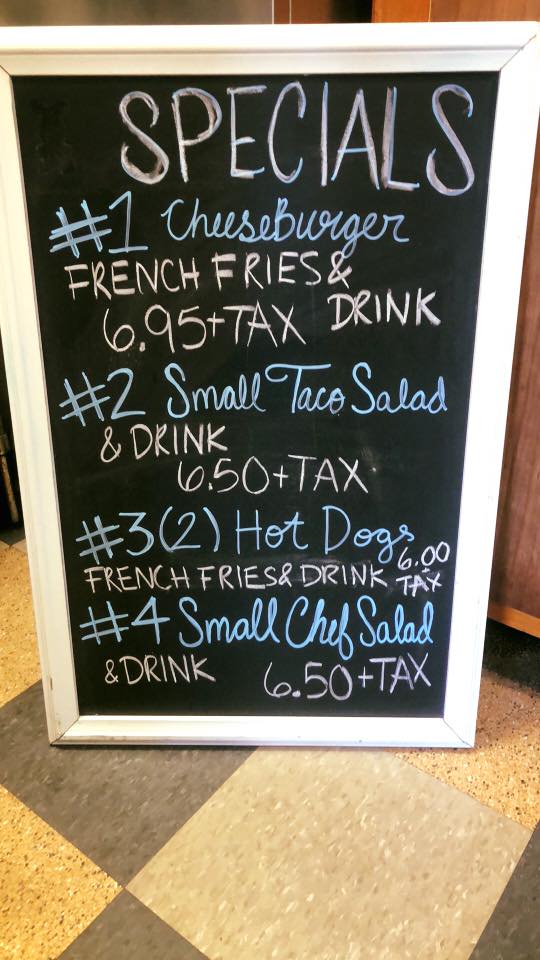 SPECIALS
#1 CheeseBurger
FRENCH FRIES &
6.95+TAX DRINK
#2 Small Taco Salad
& DRINK
6.50+TAX
#3 (2) Hot Dogs
FRENCH FRIES & DRINK 6.00 + TAX
#4 Small Chef Salad
& DRINK 6.50+TAX